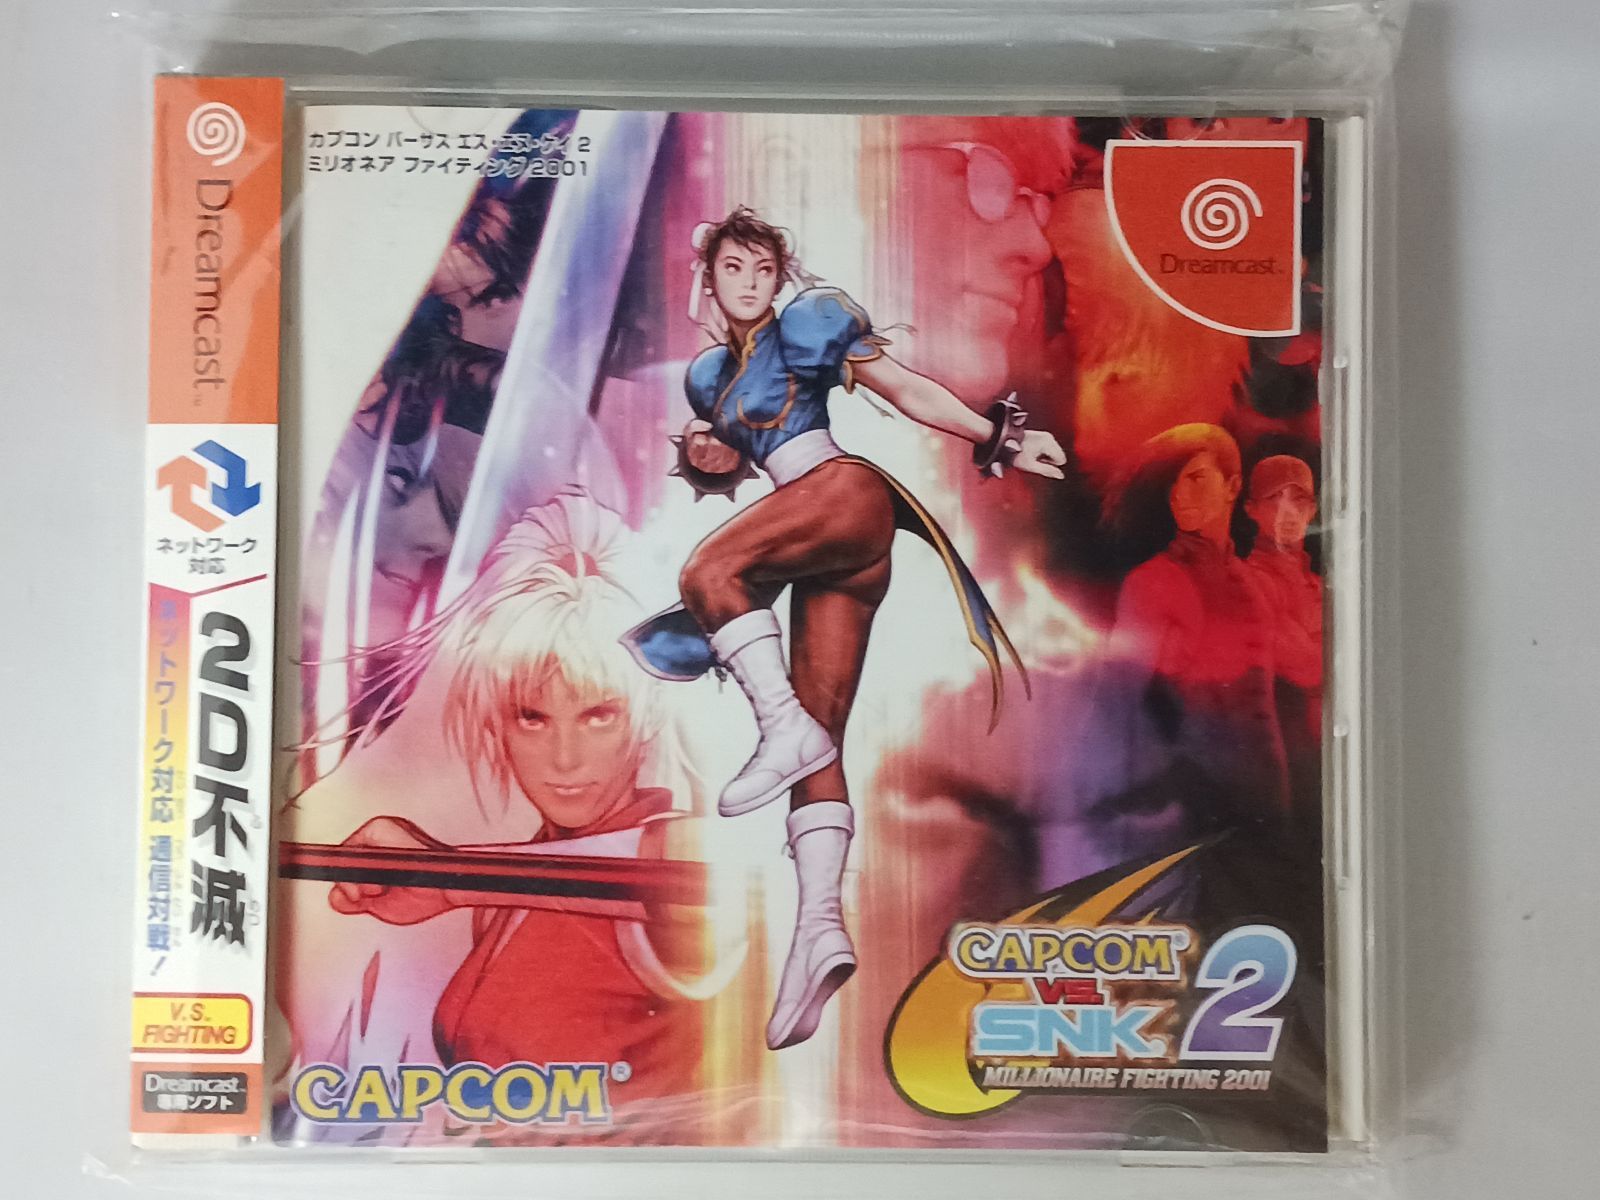 Dreamcast
ネットワーク
対応
2D不滅
ネットワーク対応 通信対戦!
V.S.
FIGHTING
Dreamcast
専用ソフト
カプコン バーサス エス・エヌ・ケイ 2
ミリオネア ファイティング 2001
Dreamcast
CAPCOM®
VS.
SNK® 2
MILLIONAIRE FIGHTING 2001
CAPCOM®